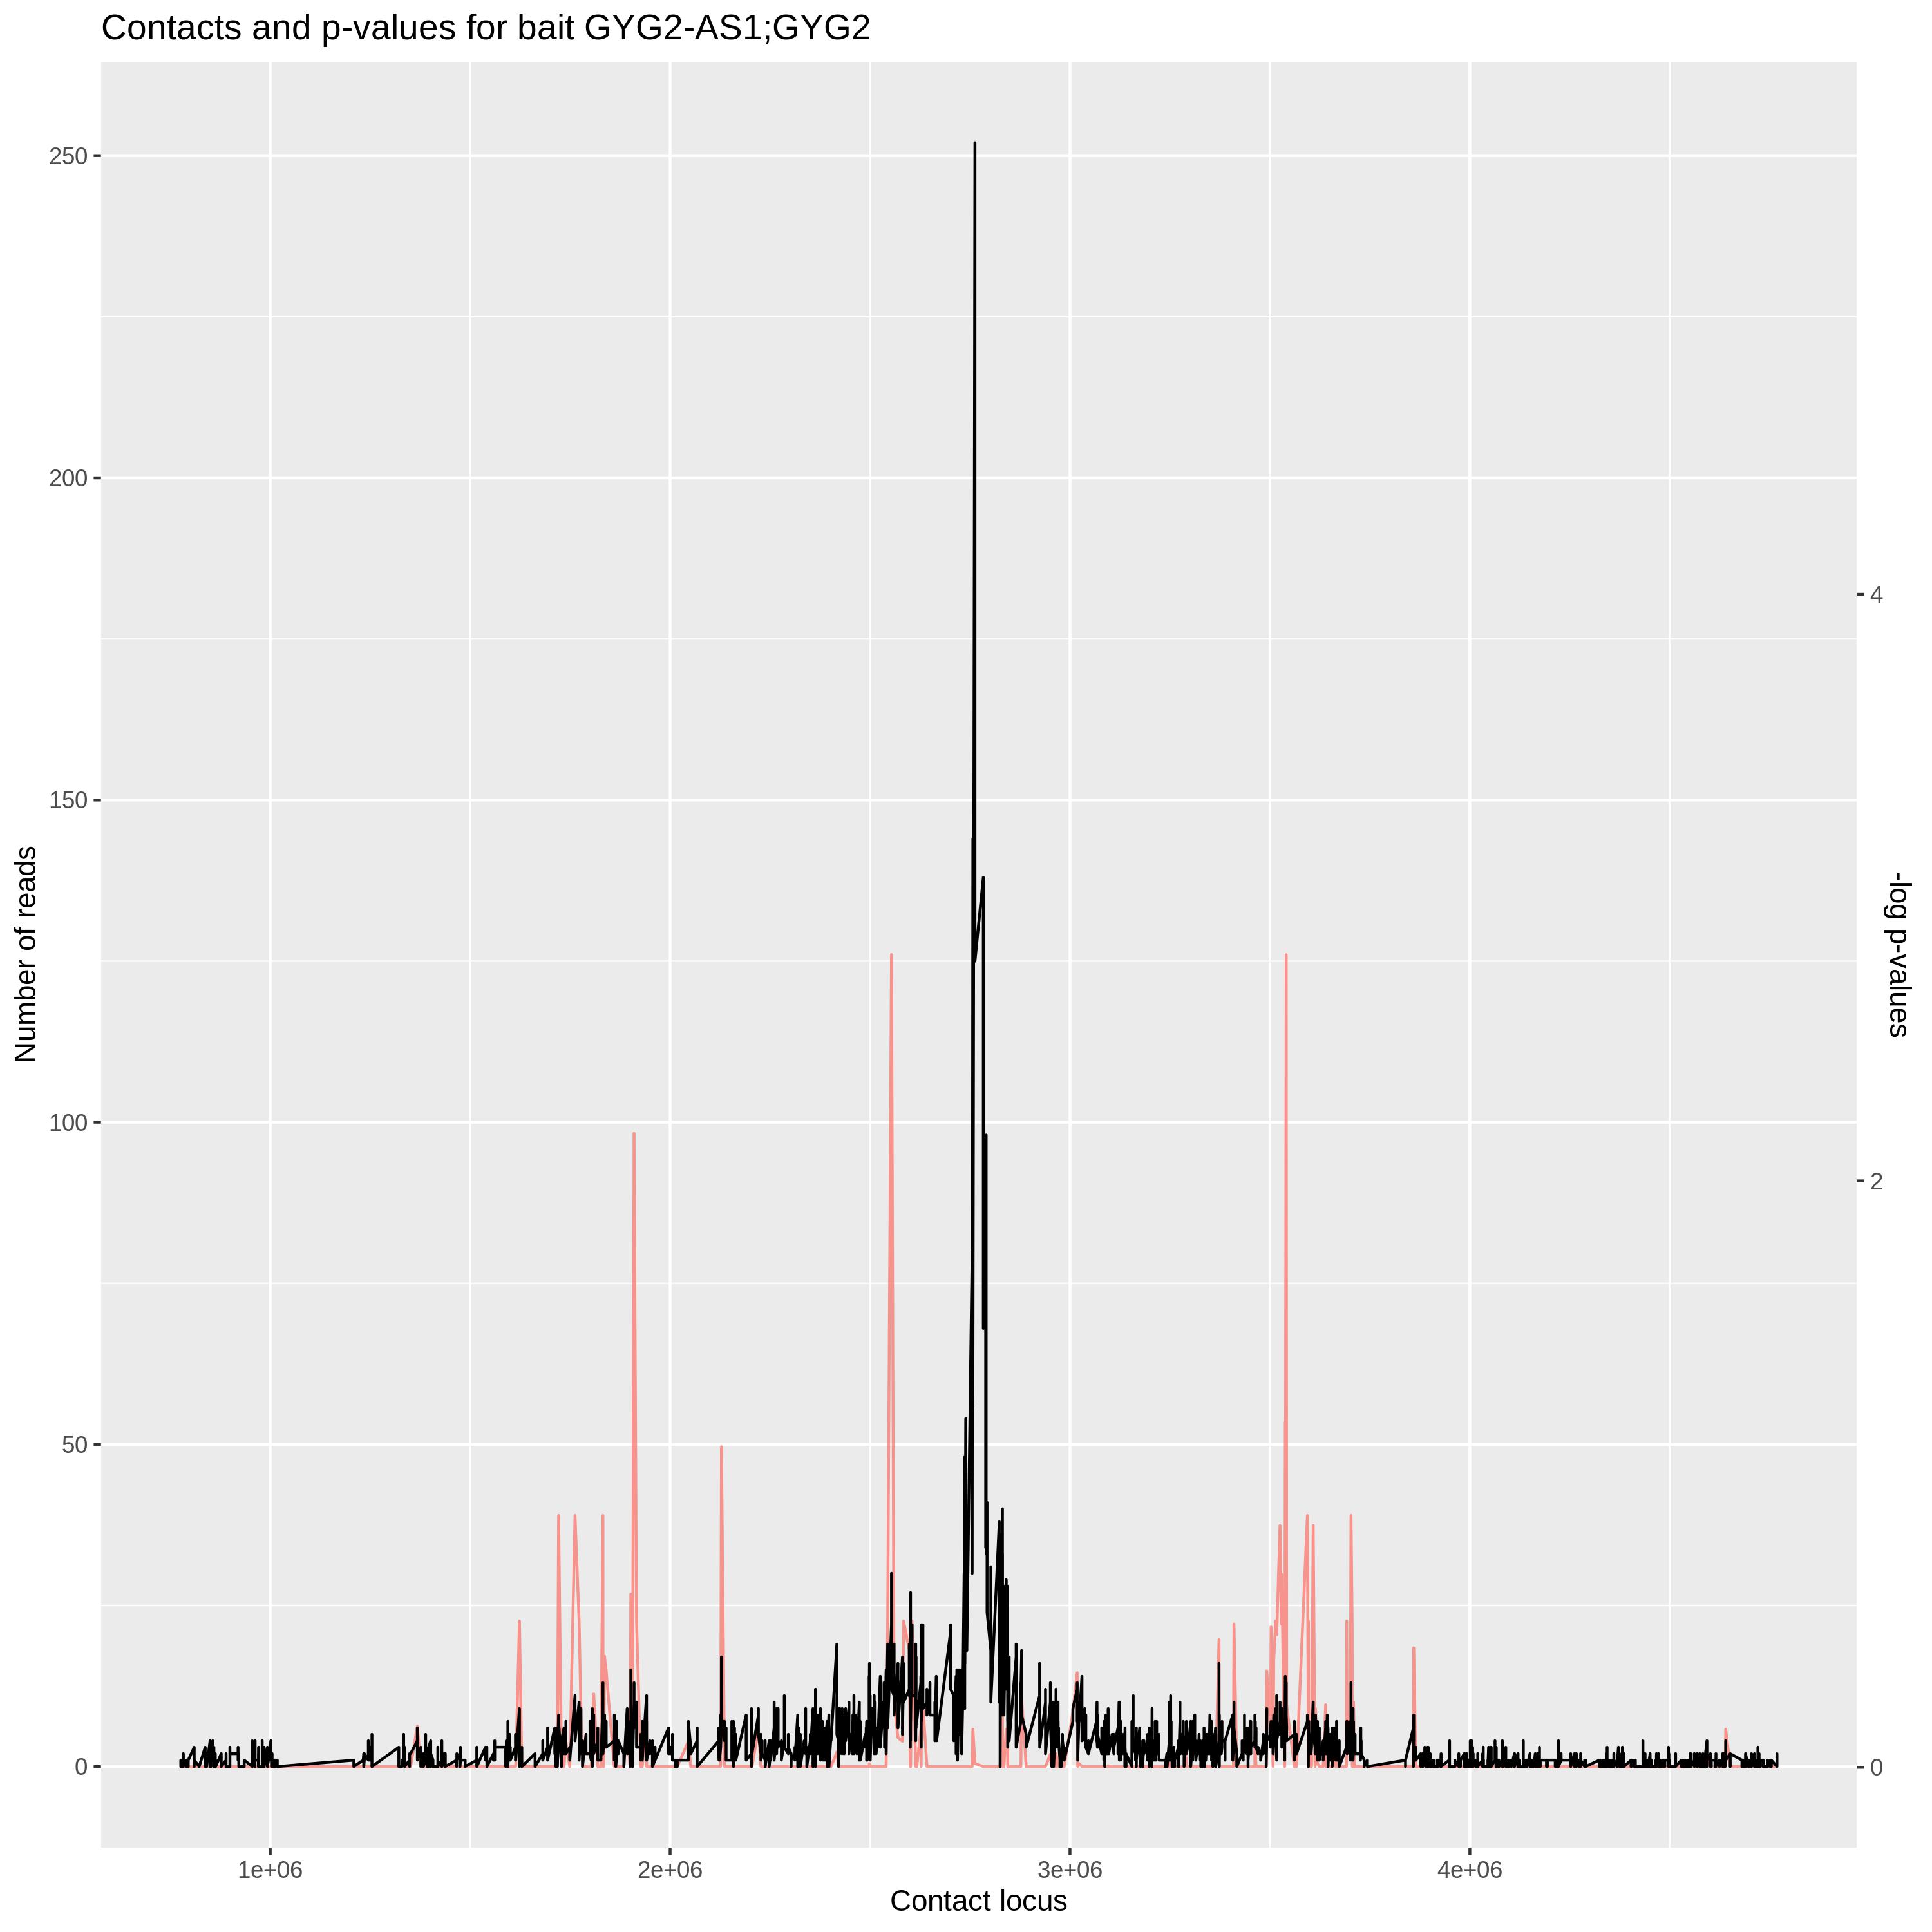 Contacts and p-values for bait GYG2-AS1;GYG2
250
200
150
100
50
0
Number of reads
4
2
0
-log p-values
1e+06
2e+06
3e+06
4e+06
Contact locus